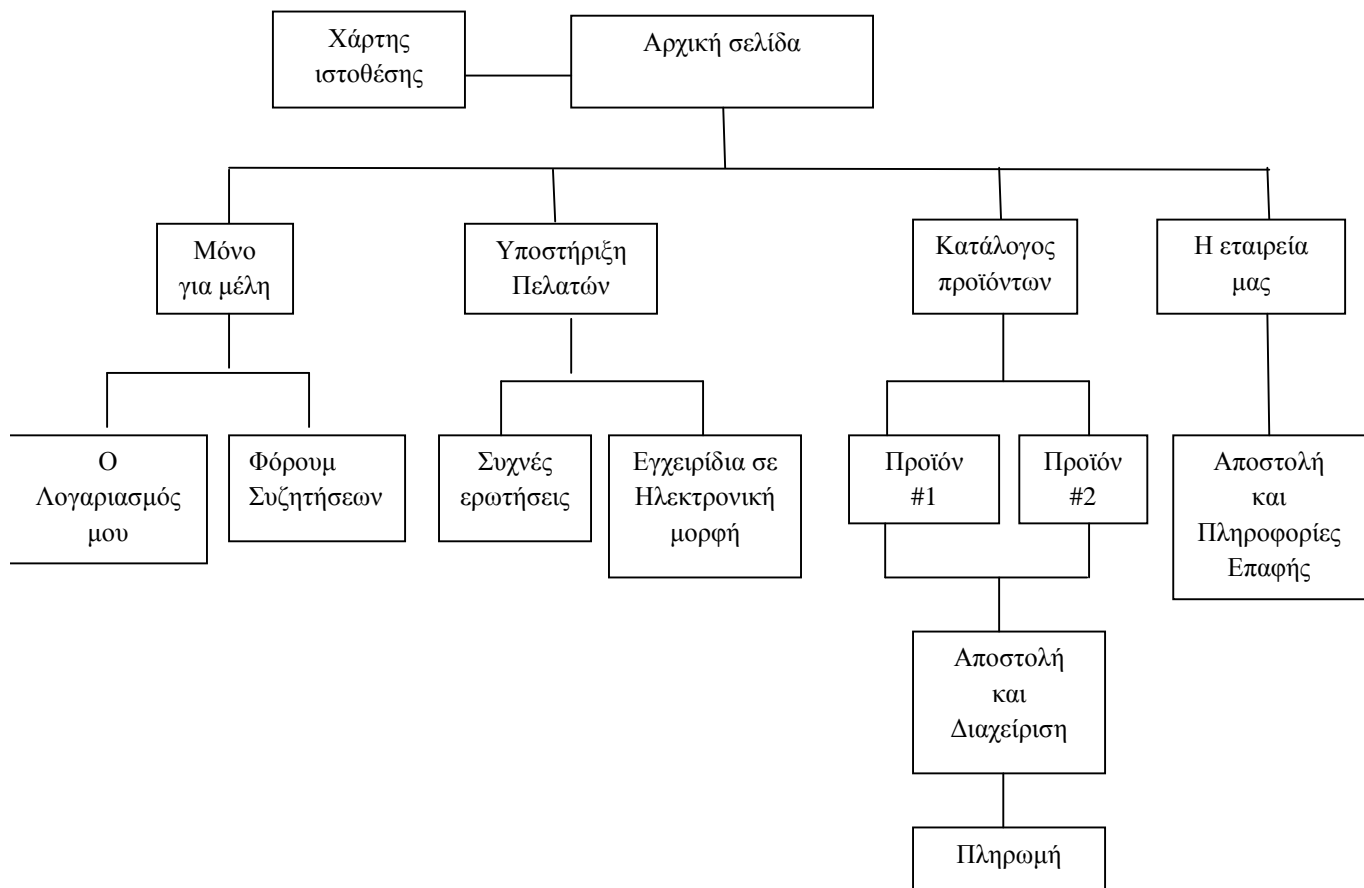 Χάρτης
ιστοθέσης
Αρχική σελίδα
Μόνο
για μέλη
Υποστήριξη
Πελατών
Κατάλογος
προϊόντων
Η εταιρεία
μας
Ο
Λογαριασμός
μου
Φόρουμ
Συζητήσεων
Συχνές
ερωτήσεις
Εγχειρίδια σε
Ηλεκτρονική
μορφή
Προϊόν
#1
Προϊόν
#2
Αποστολή
και
Πληροφορίες
Επαφής
Αποστολή
και
Διαχείριση
Πληρωμή